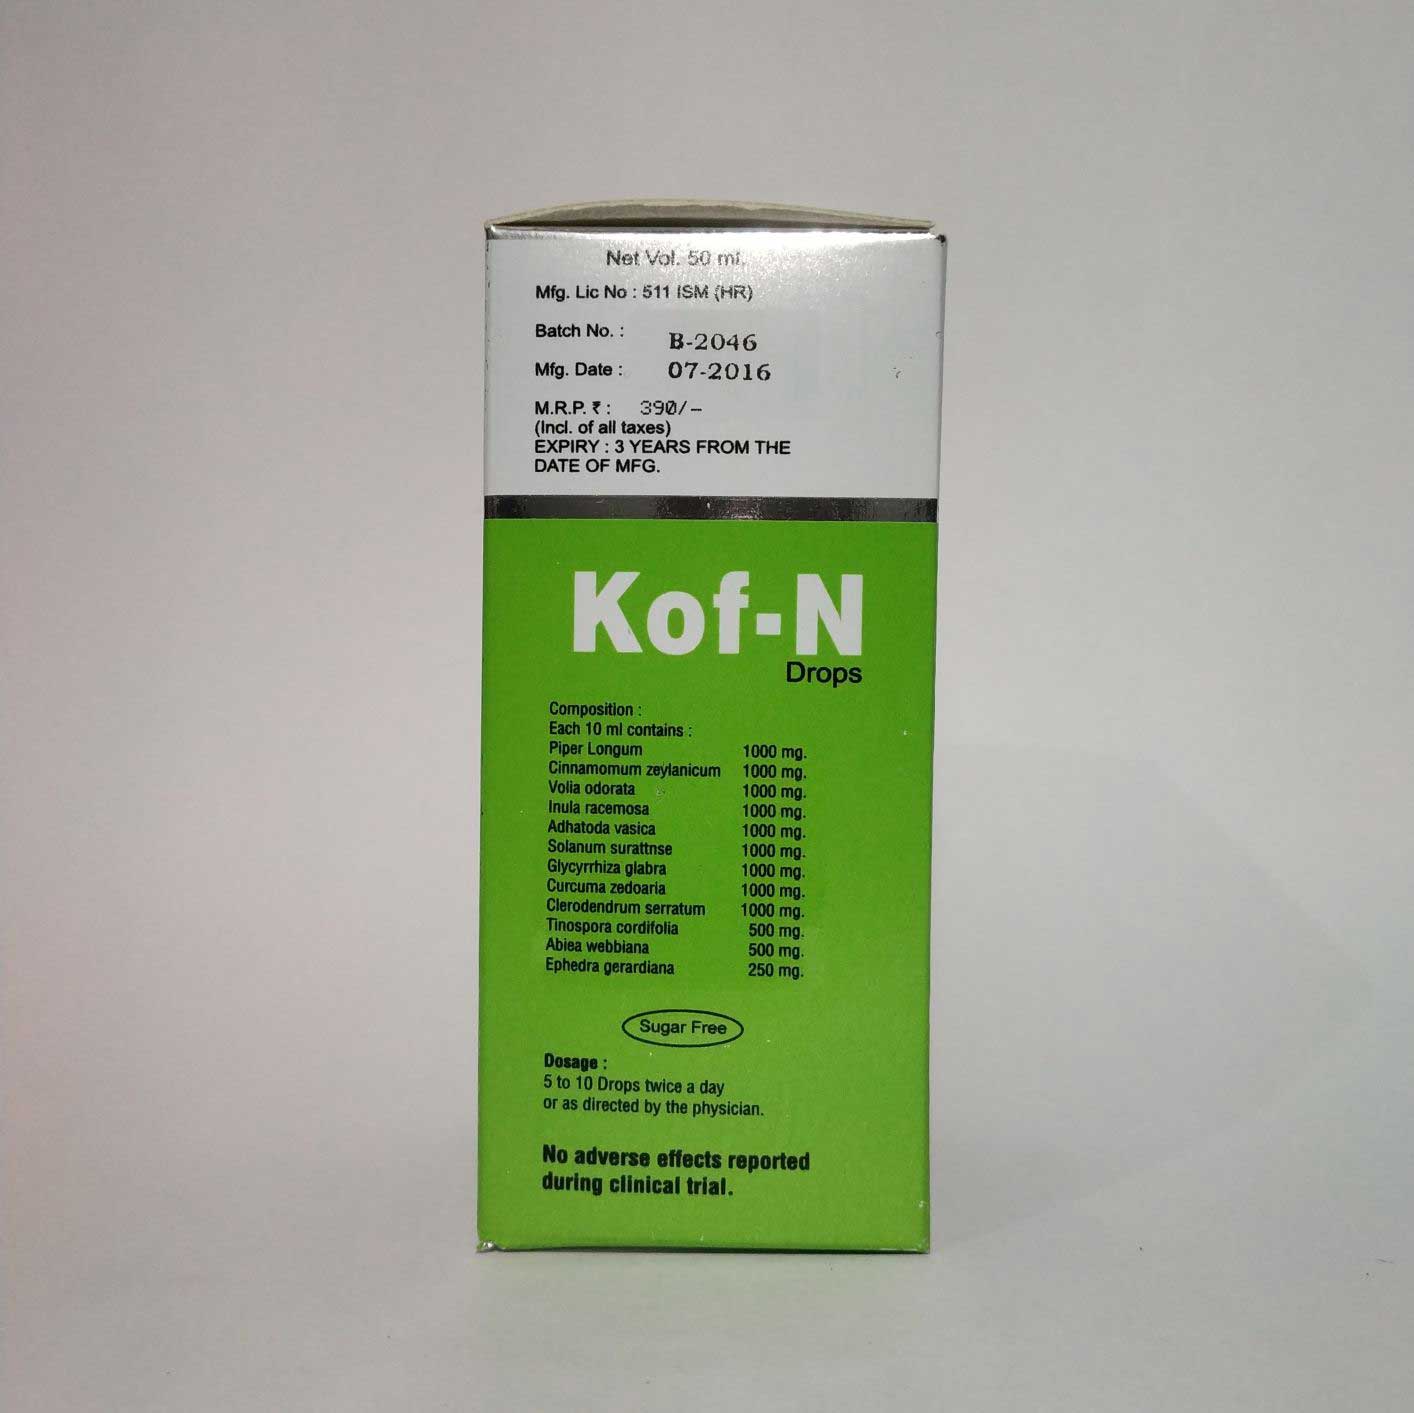 Net Vol. 50 ml.
Mfg. Lic No : 511 ISM (HR)
Batch No. : B-2046
Mfg. Date : 07-2016
M.R.P. ₹ : 390/-
(Incl. of all taxes)
EXPIRY : 3 YEARS FROM THE
DATE OF MFG.
Kof-N
Drops
Composition :
Each 10 ml contains :
Piper Longum 1000 mg.
Cinnamomum zeylanicum 1000 mg.
Volia odorata 1000 mg.
Inula racemosa 1000 mg.
Adhatoda vasica 1000 mg.
Solanum surattnse 1000 mg.
Glycyrrhiza glabra 1000 mg.
Curcuma zedoaria 1000 mg.
Clerodendrum serratum 1000 mg.
Tinospora cordifolia 500 mg.
Abiea webbiana 500 mg.
Ephedra gerardiana 250 mg.
Sugar Free
Dosage :
5 to 10 Drops twice a day
or as directed by the physician.
No adverse effects reported
during clinical trial.